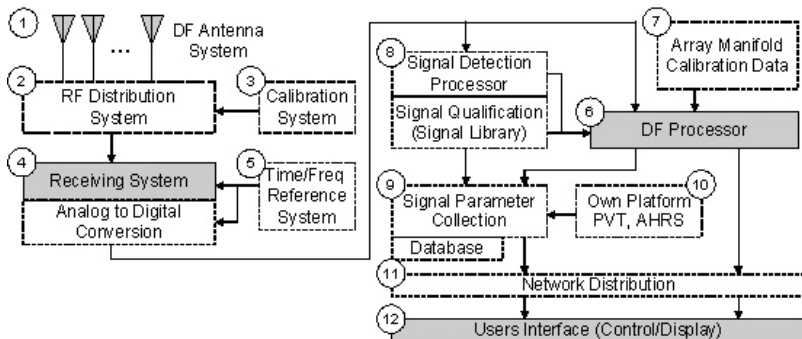 1
...
DF Antenna
System
2
RF Distribution
System
3
Calibration
System
4
Receiving System
Analog to Digital
Conversion
5
Time/Freq
Reference
System
8
Signal Detection
Processor
Signal Qualification
(Signal Library)
7
Array Manifold
Calibration Data
6
DF Processor
9
Signal Parameter
Collection
Database
10
Own Platform
PVT, AHRS
11
Network Distribution
12
Users Interface (Control/Display)